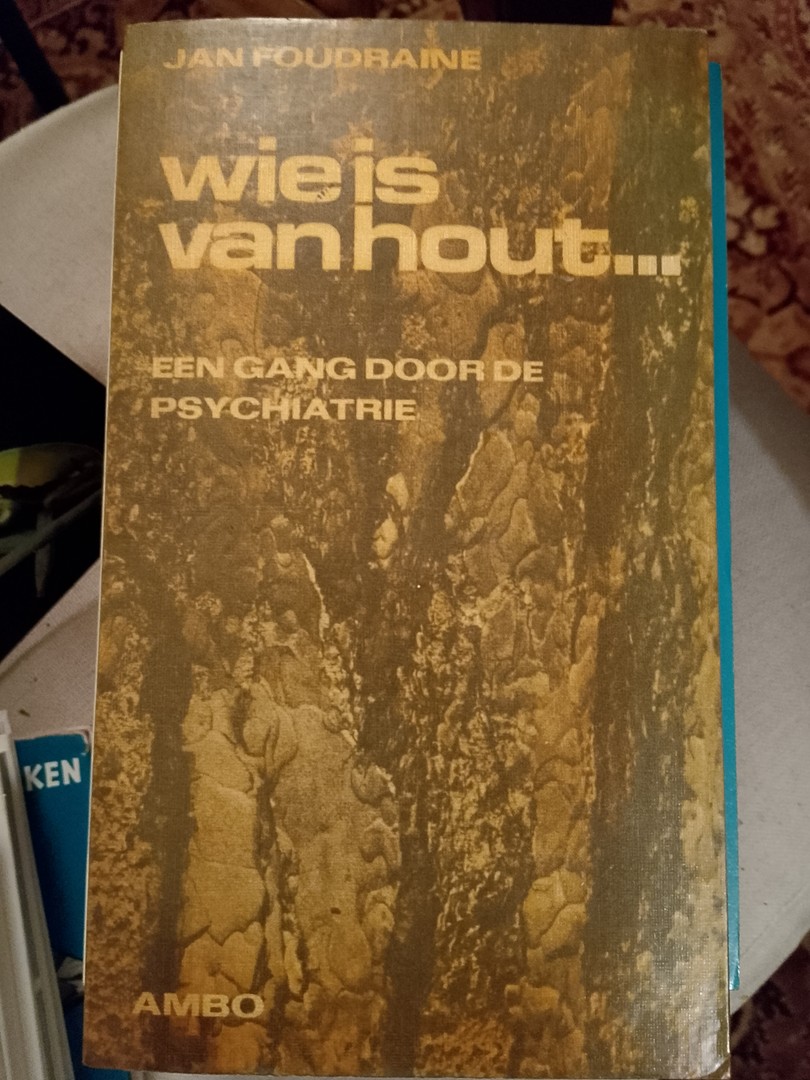 JAN FOUDRAINE
wie is
van hout...
EEN GANG DOOR DE
PSYCHIATRIE
KEN
AMBO